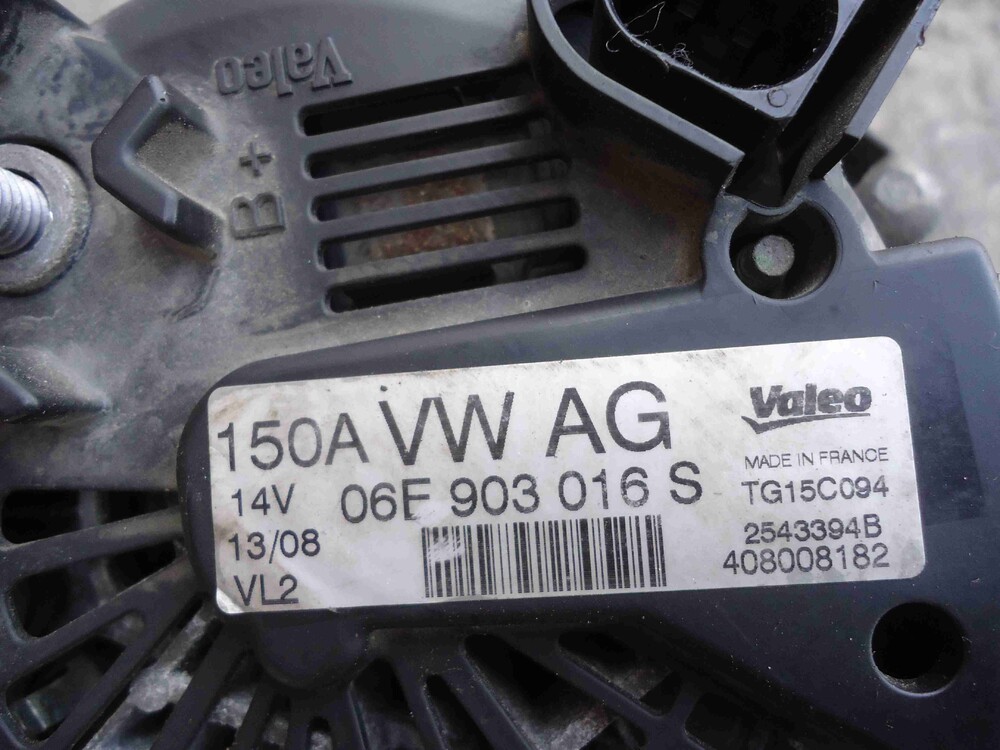 Valeo
B+
150A VW AG
Valeo
MADE IN FRANCE
14V 06E 903 016 S
TG15C094
13/08
2543394B
VL2
408008182